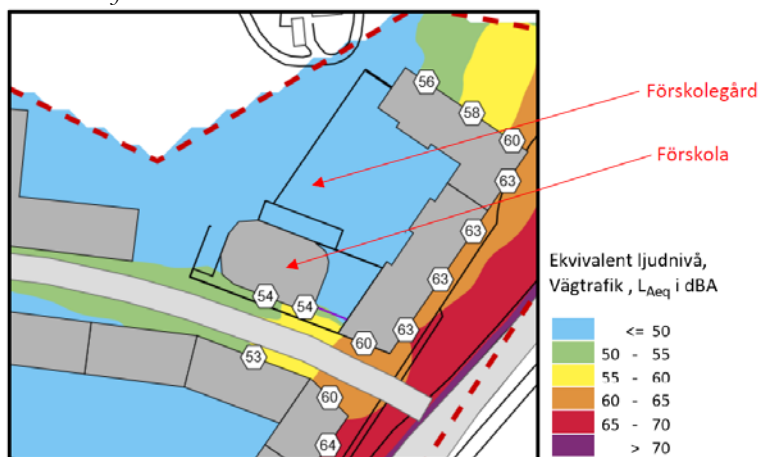 56
58
60
63
63
63
63
54
54
60
53
60
64
Förskolegård
Förskola
Ekvivalent ljudnivå,
Vägtrafik , LAeq i dBA
<= 50
50 - 55
55 - 60
60 - 65
65 - 70
> 70